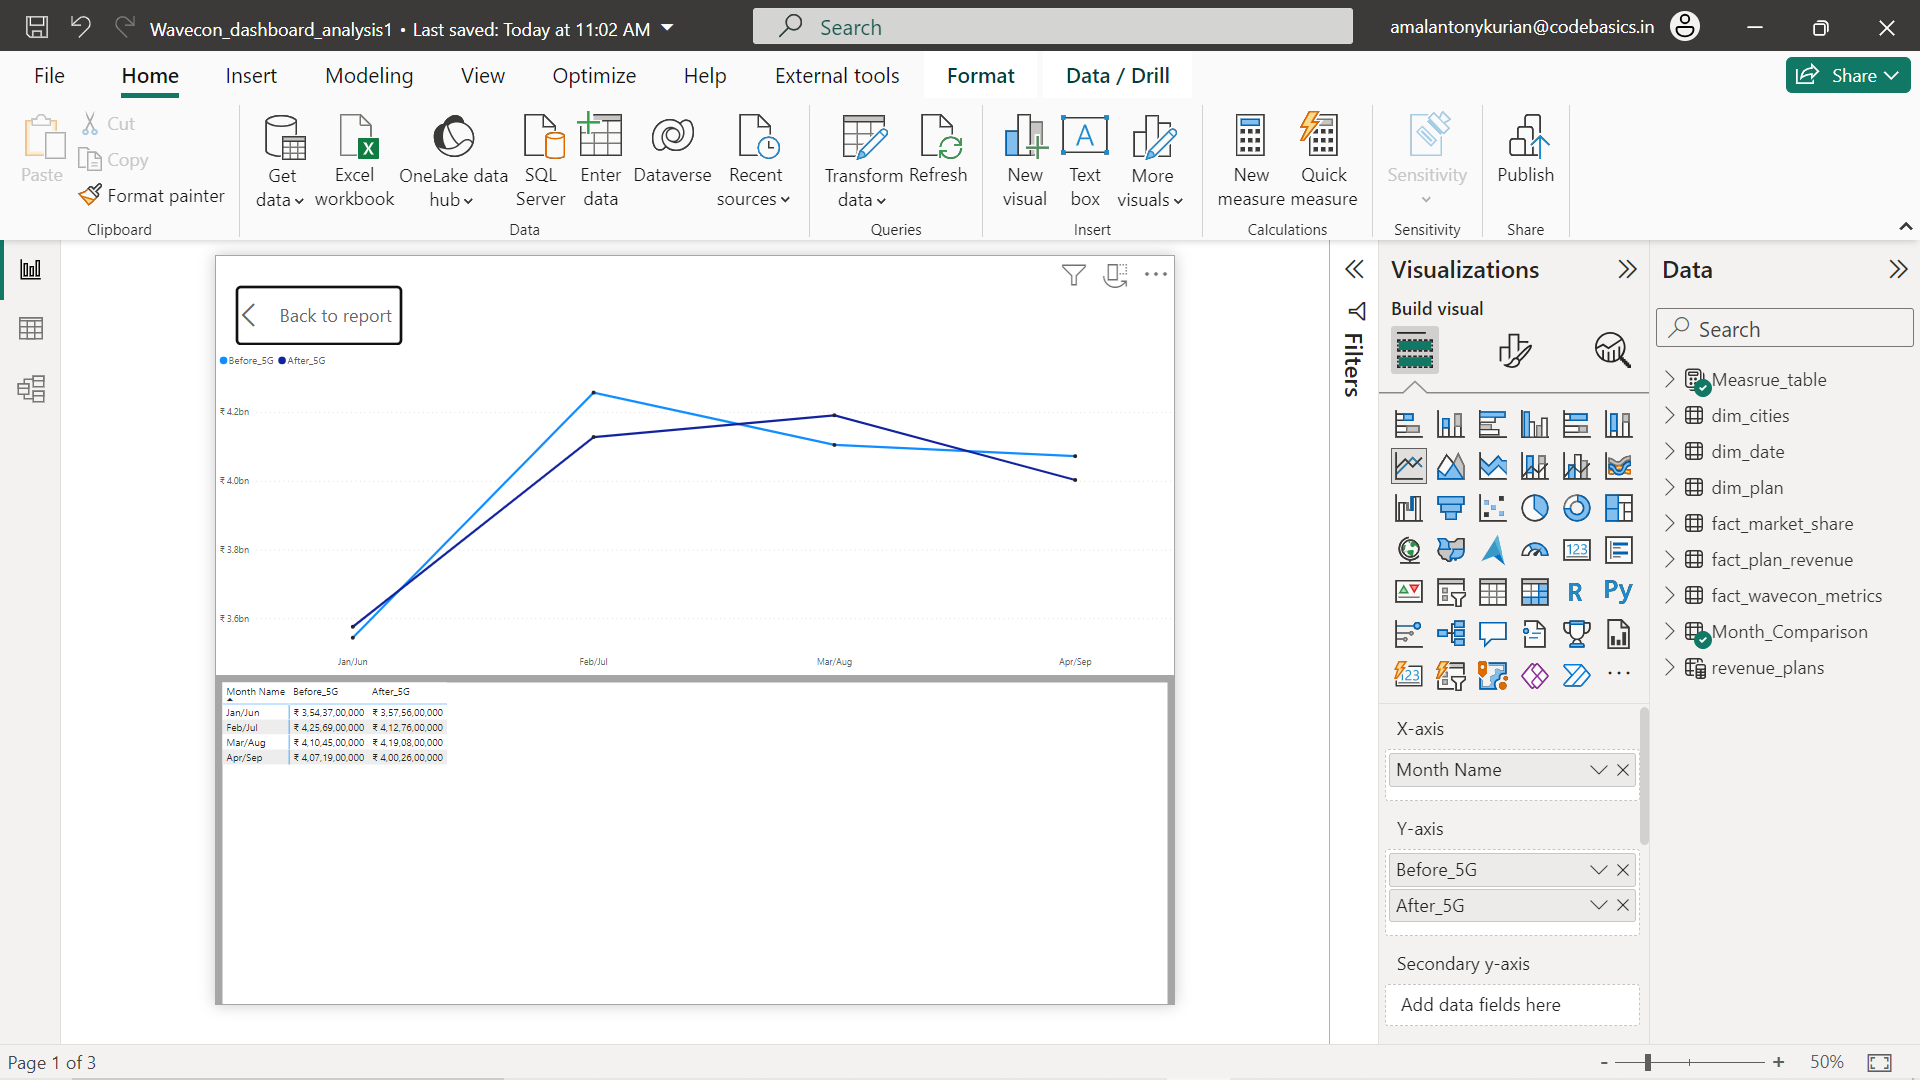 Wavecon_dashboard_analysis1 • Last saved: Today at 11:02 AM
Search
amalantonykurian@codebasics.in
File Home Insert Modeling View Optimize Help External tools Format Data / Drill
Share
Paste
Cut
Copy
Format painter
Clipboard
Get data
Excel workbook
OneLake data hub
SQL Server
Enter data
Dataverse
Recent sources
Data
Transform data
Refresh
Queries
New visual
Text box
More visuals
Insert
New measure
Quick measure
Calculations
Sensitivity
Sensitivity
Publish
Share
Back to report
Before_5G After_5G
₹ 4.2bn
₹ 4.0bn
₹ 3.8bn
₹ 3.6bn
Jan/Jun Feb/Jul Mar/Aug Apr/Sep
Month Name Before_5G After_5G
Jan/Jun ₹ 3,54,37,00,000 ₹ 3,57,56,00,000
Feb/Jul ₹ 4,25,69,00,000 ₹ 4,12,76,00,000
Mar/Aug ₹ 4,10,45,00,000 ₹ 4,19,08,00,000
Apr/Sep ₹ 4,07,19,00,000 ₹ 4,00,26,00,000
Filters
Visualizations
Build visual
123
R
Py
123
X-axis
Month Name
Y-axis
Before_5G
After_5G
Secondary y-axis
Add data fields here
Data
Search
Measrue_table
dim_cities
dim_date
dim_plan
fact_market_share
fact_plan_revenue
fact_wavecon_metrics
Month_Comparison
revenue_plans
Page 1 of 3
- + 50%